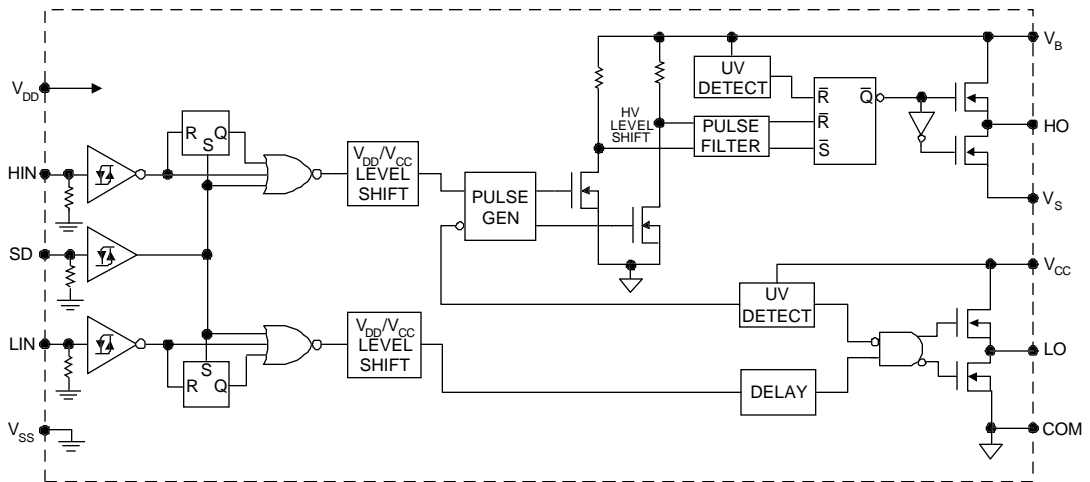 V_B
UV
DETECT
V_DD
R̅ Q̅
HV
LEVEL
SHIFT
PULSE
FILTER
R̅
S̅
HO
R Q
S
HIN
V_DD/V_CC
LEVEL
SHIFT
PULSE
GEN
V_S
SD
V_CC
UV
DETECT
LIN
V_DD/V_CC
LEVEL
SHIFT
LO
S
R Q
DELAY
V_SS
COM